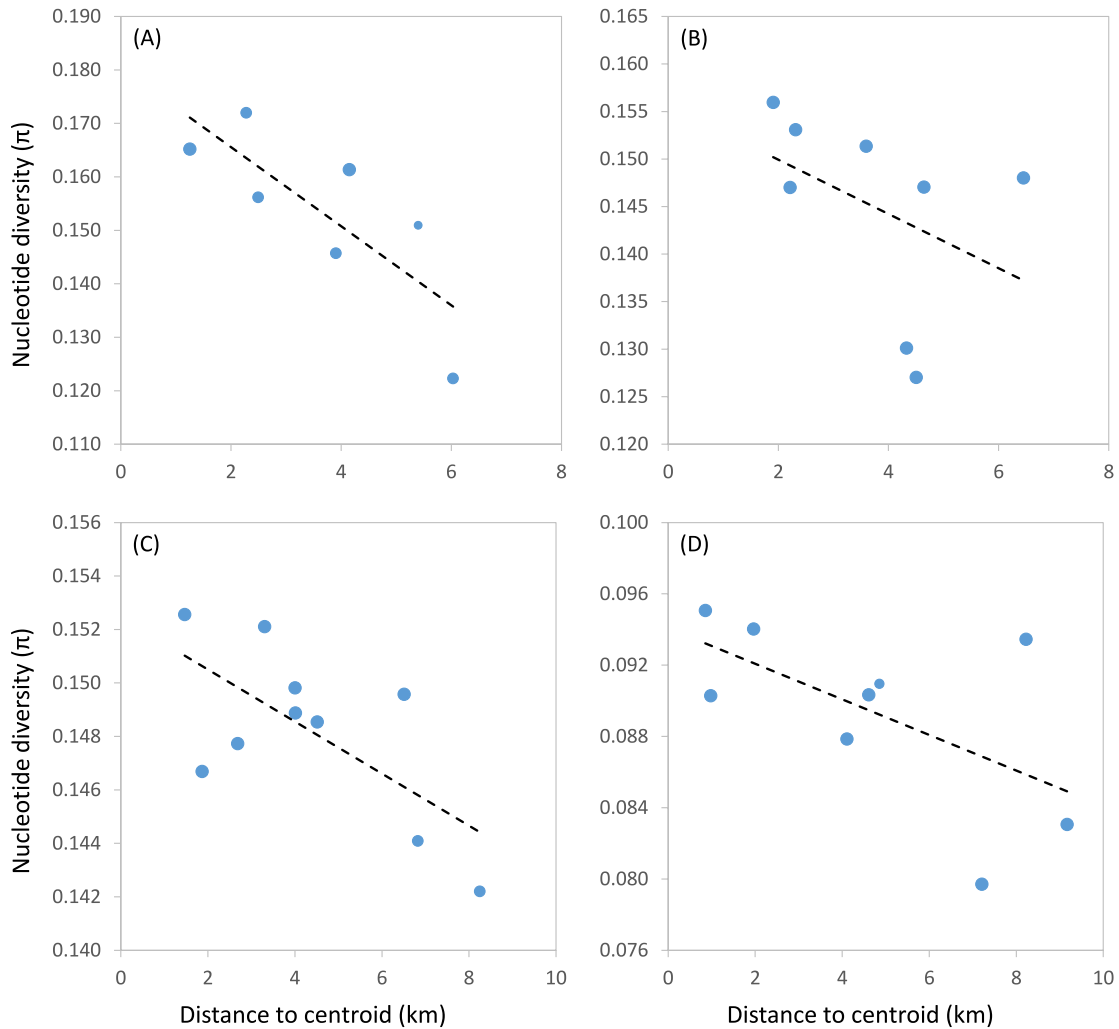 (A)
Nucleotide diversity (π)
0.190
0.180
0.170
0.160
0.150
0.140
0.130
0.120
0.110
0 2 4 6 8
(B)
0.165
0.160
0.155
0.150
0.145
0.140
0.135
0.130
0.125
0.120
0 2 4 6 8
(C)
Nucleotide diversity (π)
0.156
0.154
0.152
0.150
0.148
0.146
0.144
0.142
0.140
0 2 4 6 8 10
Distance to centroid (km)
(D)
0.100
0.096
0.092
0.088
0.084
0.080
0.076
0 2 4 6 8 10
Distance to centroid (km)